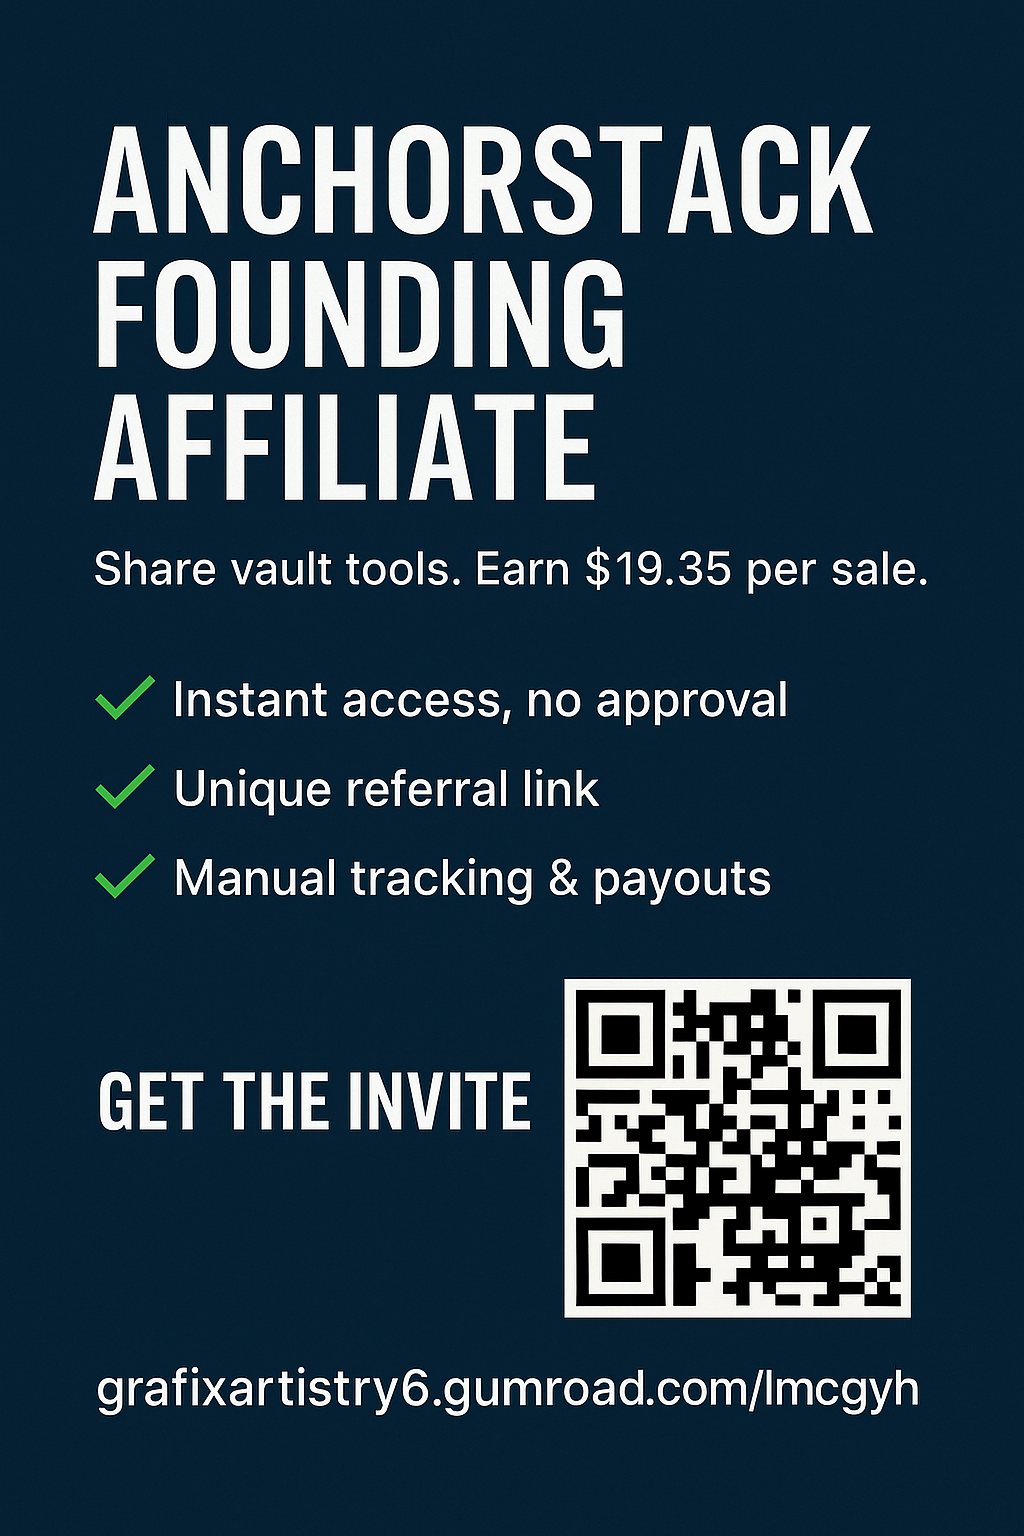 ANCHORSTACK
FOUNDING
AFFILIATE
Share vault tools. Earn $19.35 per sale.
Instant access, no approval
Unique referral link
Manual tracking & payouts
GET THE INVITE
grafixartistry6.gumroad.com/lmcgyh